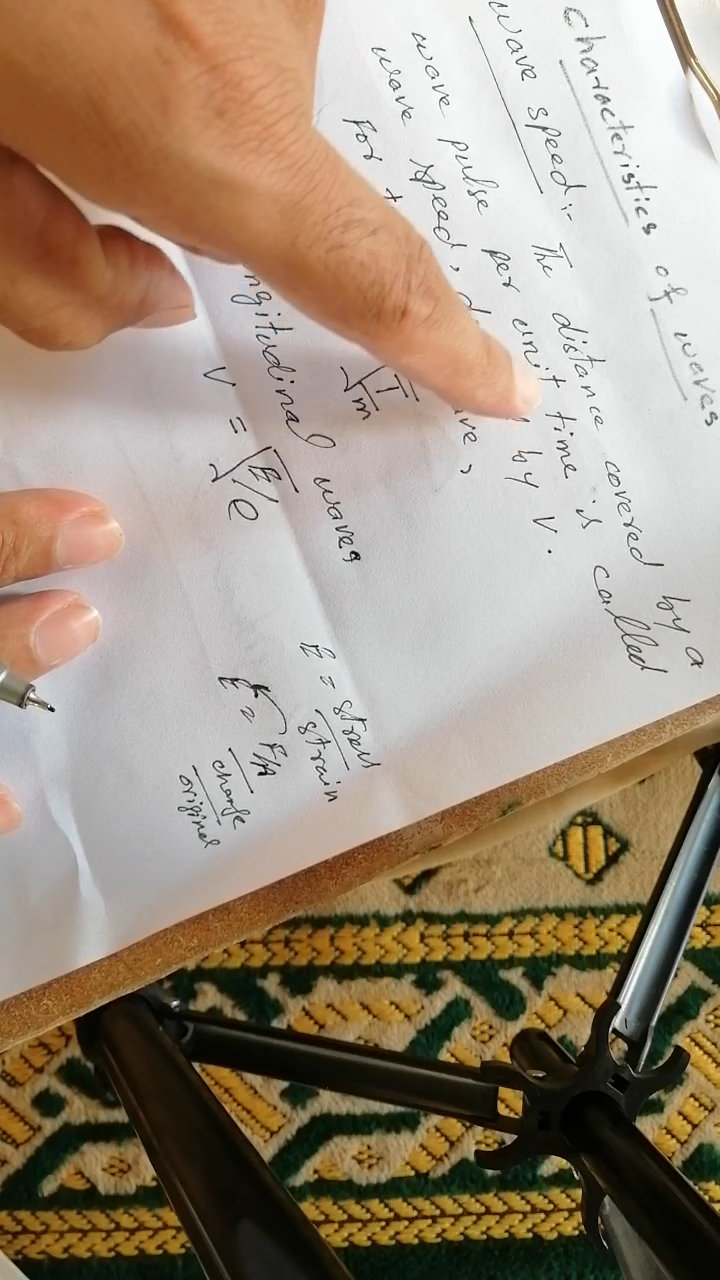 Characteristics of waves
wave speed:- The distance covered by a
wave pulse per unit time is called
wave speed, by V.
For
√T/m
ngitudinal waves
V = √E/e
E = stress/strain
E = F/A
change
original